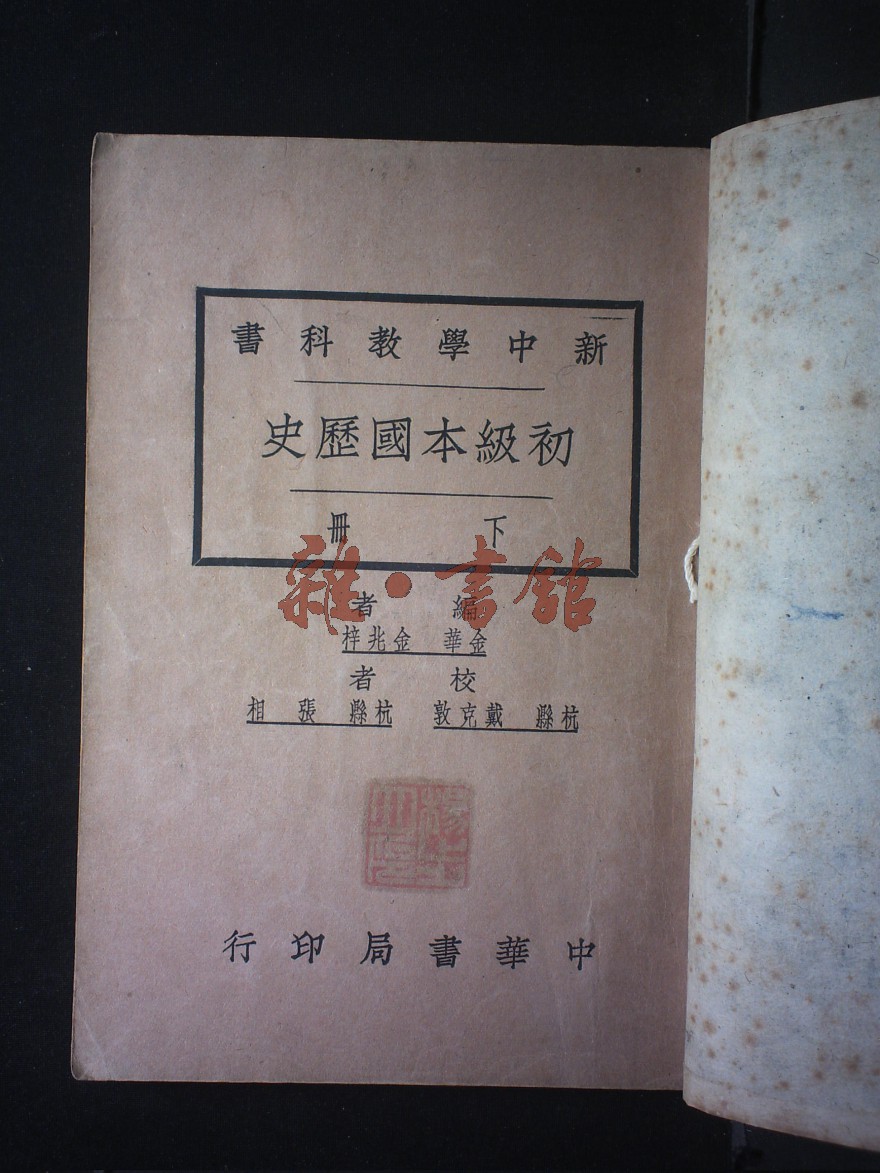 新中學教科書
初級本國歷史
下冊
雜·書舘
編者
金華 金兆梓
校者
杭縣 戴克敦 杭縣 張相
中華書局印行